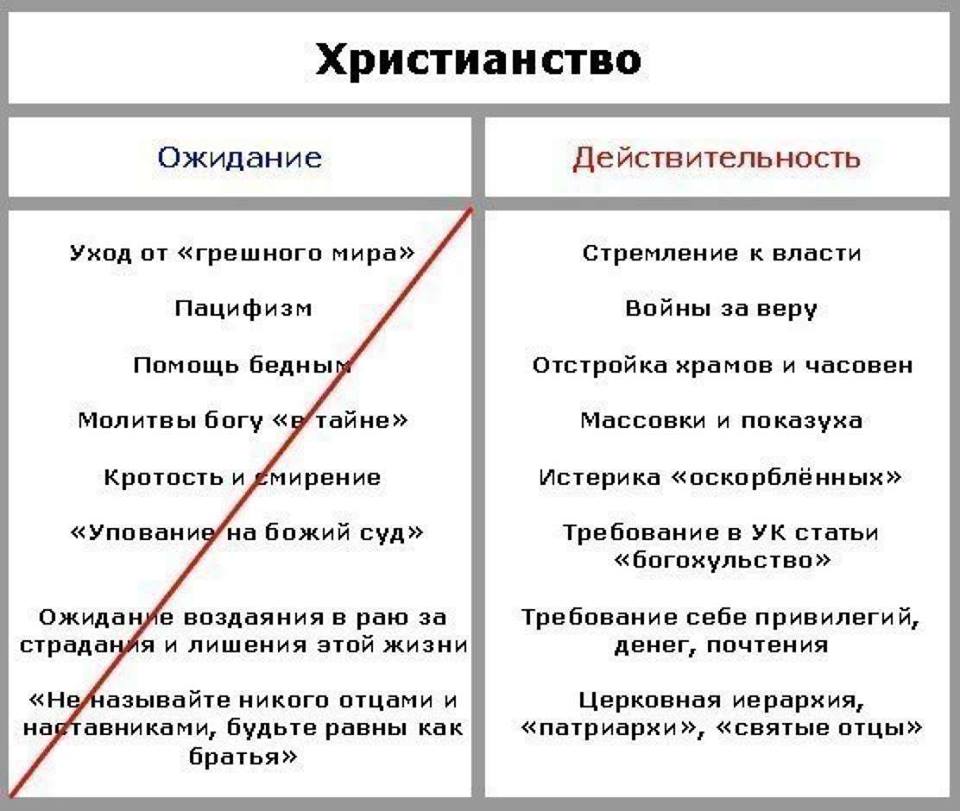 Христианство
Ожидание
Действительность
Уход от «грешного мира»
Стремление к власти
Пацифизм
Войны за веру
Помощь бедным
Отстройка храмов и часовен
Молитвы богу «в тайне»
Массовки и показуха
Кротость и смирение
Истерика «оскорблённых»
«Упование на божий суд»
Требование в УК статьи
«богохульство»
Ожидание воздаяния в раю за
страдания и лишения этой жизни
Требование себе привилегий,
денег, почтения
«Не называйте никого отцами и
наставниками, будьте равны как
братья»
Церковная иерархия,
«патриархи», «святые отцы»